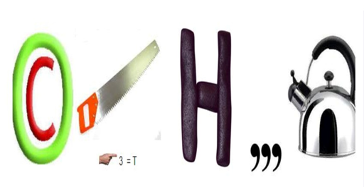 О С Н ,,,
3 =Т